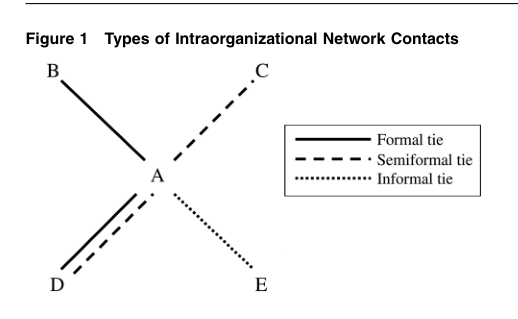 Figure 1 Types of Intraorganizational Network Contacts
B
C
Formal tie
Semiformal tie
Informal tie
A
D
E